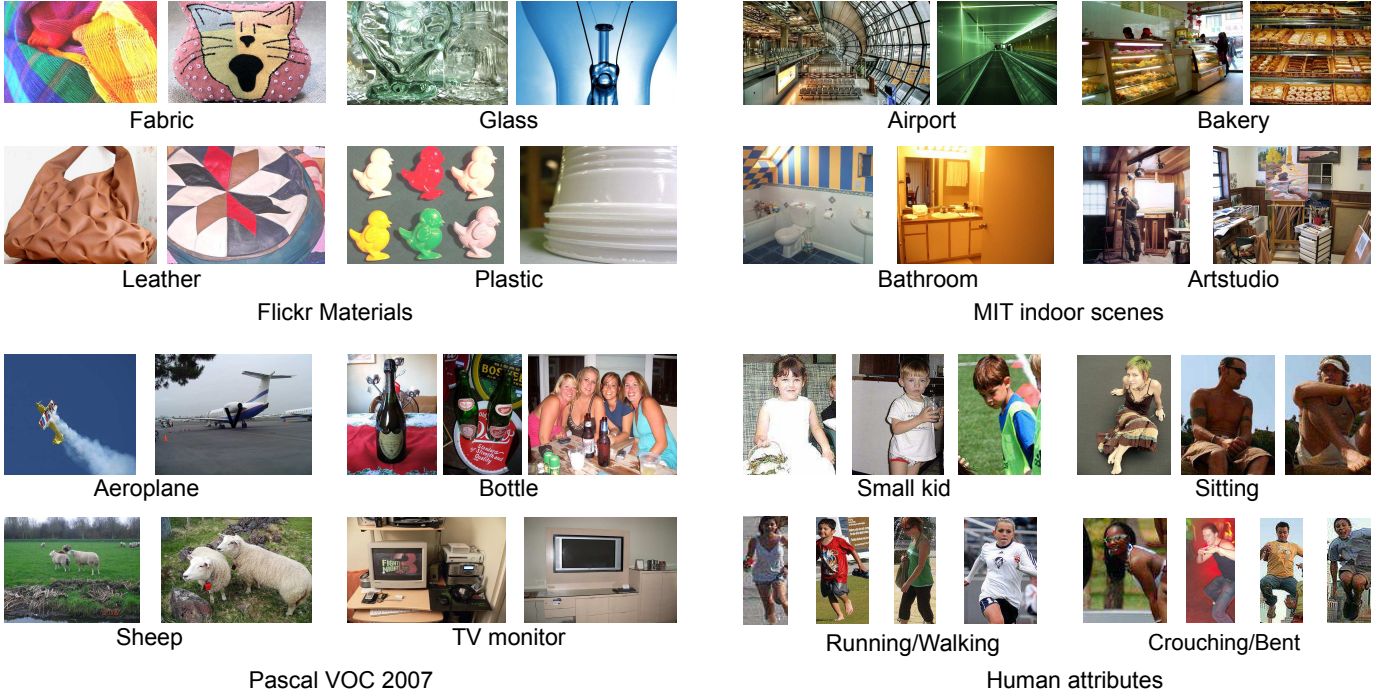 Fabric
Glass
Airport
Bakery
Leather
Plastic
Bathroom
Artstudio
Flickr Materials
MIT indoor scenes
Aeroplane
Bottle
Small kid
Sitting
Sheep
TV monitor
Running/Walking
Crouching/Bent
Pascal VOC 2007
Human attributes